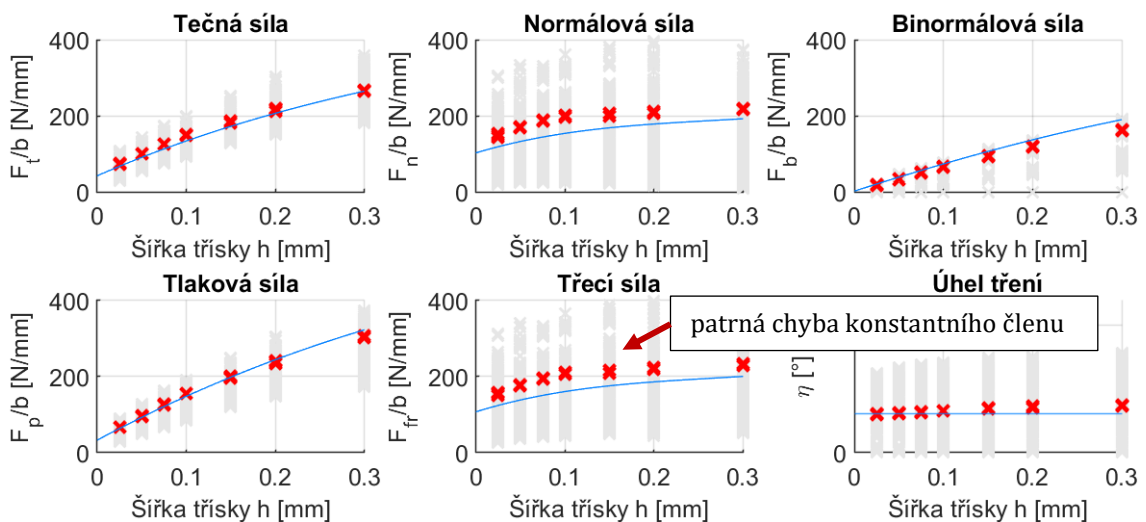 Tečná síla
Normálová síla
Binormálová síla
F_t/b [N/mm]
400
200
0
0 0.1 0.2 0.3
Šířka třísky h [mm]
F_n/b [N/mm]
400
200
0
0 0.1 0.2 0.3
Šířka třísky h [mm]
F_b/b [N/mm]
400
200
0
0 0.1 0.2 0.3
Šířka třísky h [mm]
Tlaková síla
Třecí síla
Úhel tření
F_p/b [N/mm]
400
200
0
0 0.1 0.2 0.3
Šířka třísky h [mm]
F_fr/b [N/mm]
400
200
0
0 0.1 0.2 0.3
Šířka třísky h [mm]
patrná chyba konstantního členu
η [°]
0
0 0.1 0.2 0.3
Šířka třísky h [mm]